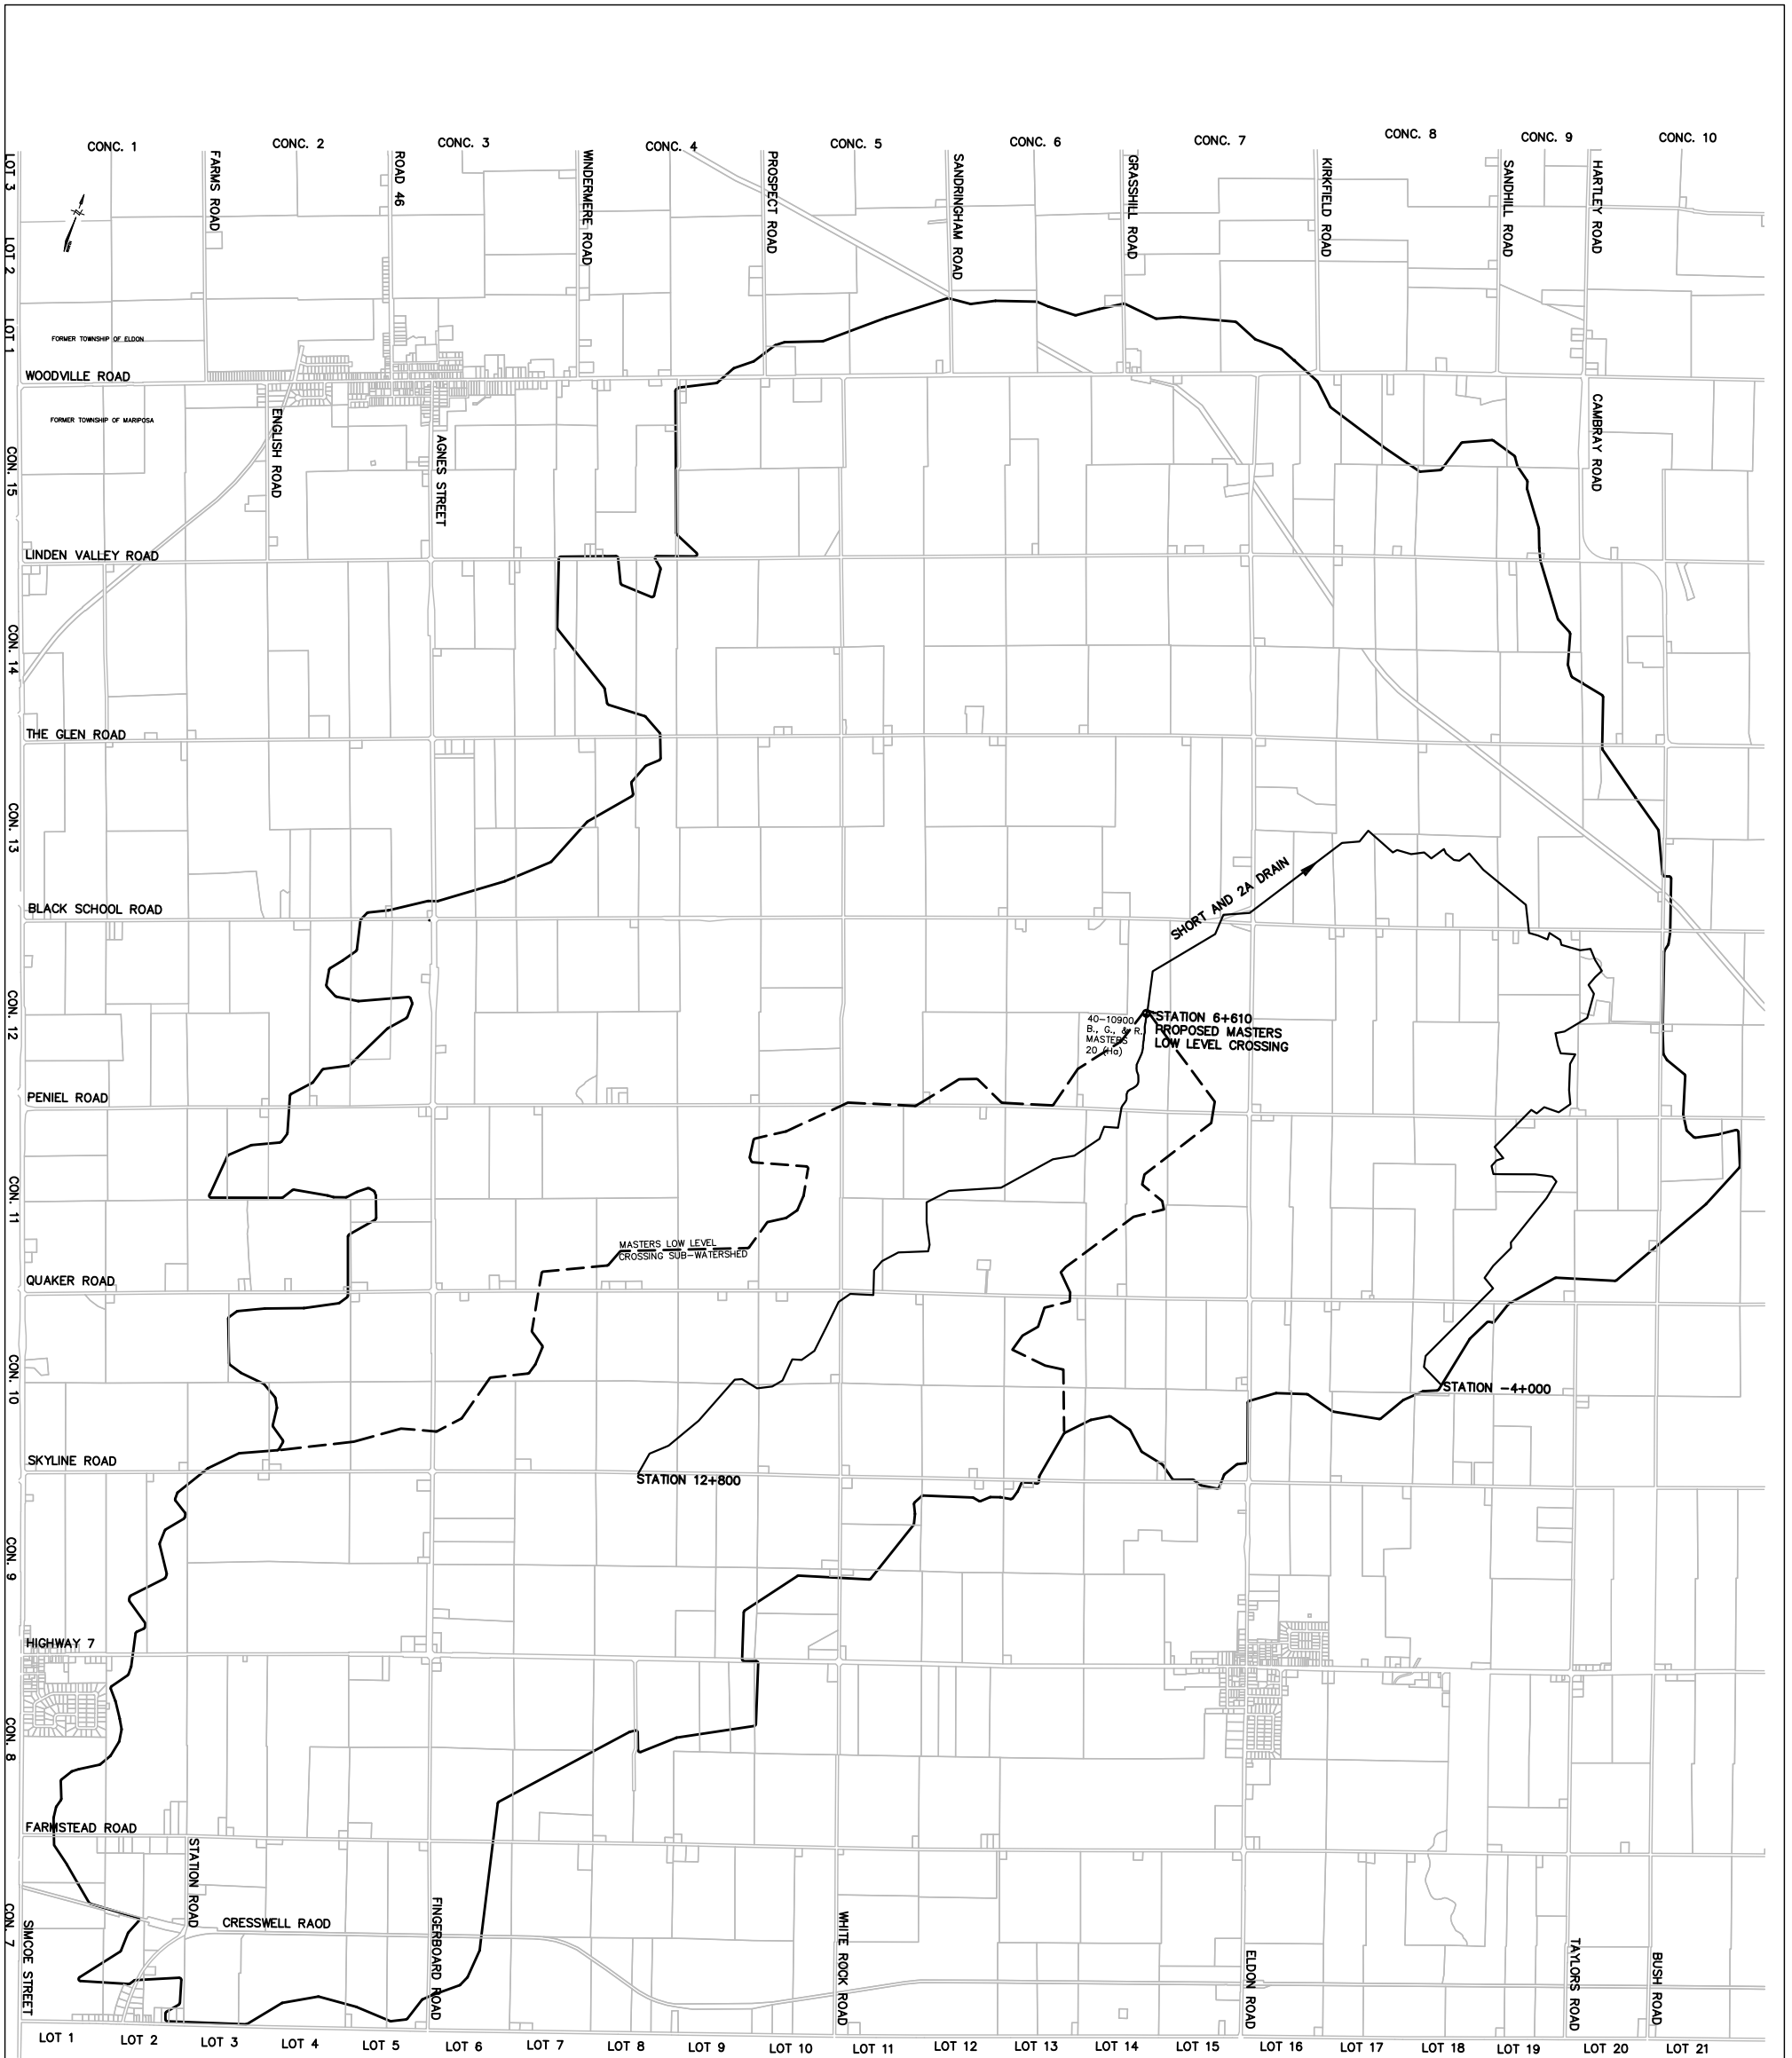 CONC. 1
CONC. 2
CONC. 3
CONC. 4
CONC. 5
CONC. 6
CONC. 7
CONC. 8
CONC. 9
CONC. 10
LOT 3
LOT 2
LOT 1
FARMS ROAD
ROAD 46
WINDERMERE ROAD
PROSPECT ROAD
SANDRINGHAM ROAD
GRASSHILL ROAD
KIRKFIELD ROAD
SANDHILL ROAD
HARTLEY ROAD
FORMER TOWNSHIP OF ELDON
WOODVILLE ROAD
FORMER TOWNSHIP OF MARIPOSA
ENGLISH ROAD
AGNES STREET
CAMBRAY ROAD
CON. 15
LINDEN VALLEY ROAD
CON. 14
THE GLEN ROAD
CON. 13
SHORT AND 2A DRAIN
BLACK SCHOOL ROAD
CON. 12
40-10900
B., G., & R.
MASTERS
20 (Ha)
STATION 6+610
PROPOSED MASTERS
LOW LEVEL CROSSING
PENIEL ROAD
CON. 11
MASTERS LOW LEVEL
CROSSING SUB-WATERSHED
QUAKER ROAD
CON. 10
STATION -4+000
SKYLINE ROAD
STATION 12+800
CON. 9
HIGHWAY 7
CON. 8
FARMSTEAD ROAD
STATION ROAD
CRESSWELL RAOD
CON. 7
SIMCOE STREET
FINGERBOARD ROAD
WHITE ROCK ROAD
ELDON ROAD
TAYLORS ROAD
BUSH ROAD
LOT 1
LOT 2
LOT 3
LOT 4
LOT 5
LOT 6
LOT 7
LOT 8
LOT 9
LOT 10
LOT 11
LOT 12
LOT 13
LOT 14
LOT 15
LOT 16
LOT 17
LOT 18
LOT 19
LOT 20
LOT 21